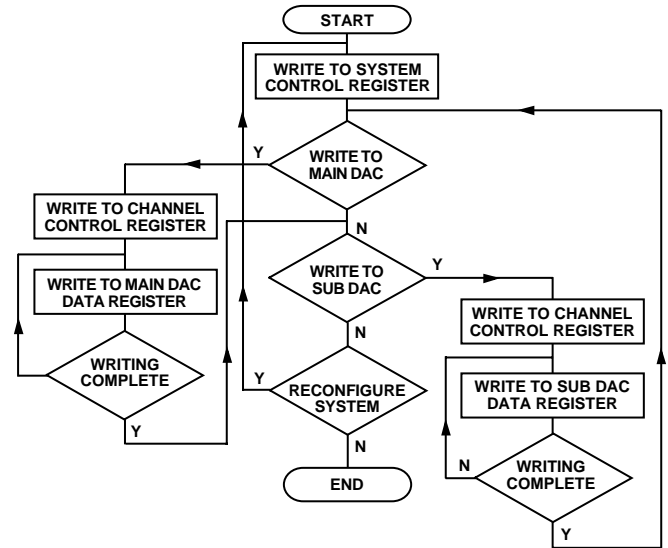 START
WRITE TO SYSTEM
CONTROL REGISTER
Y
WRITE TO
MAIN DAC
N
WRITE TO CHANNEL
CONTROL REGISTER
WRITE TO MAIN DAC
DATA REGISTER
WRITING
COMPLETE
Y
WRITE TO
SUB DAC
Y
N
WRITE TO CHANNEL
CONTROL REGISTER
WRITE TO SUB DAC
DATA REGISTER
N
WRITING
COMPLETE
Y
Y
RECONFIGURE
SYSTEM
N
END